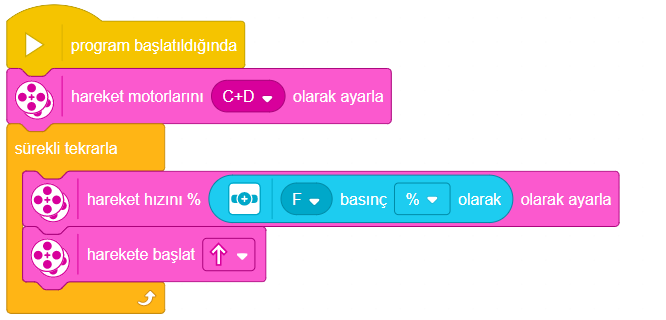 program başlatıldığında
hareket motorlarını C+D olarak ayarla
sürekli tekrarla
hareket hızını % F basınç % olarak olarak ayarla
harekete başlat